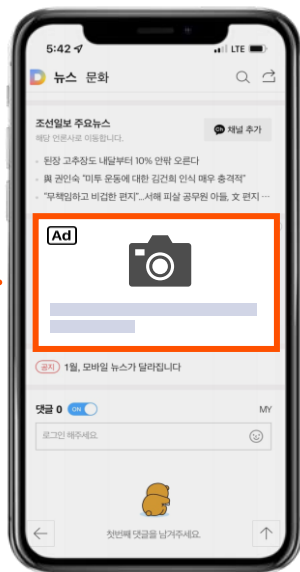 5:42
LTE
D 뉴스 문화
조선일보 주요뉴스
해당 언론사로 이동합니다.
Ch 채널 추가
· 된장 고추장도 내달부터 10% 안팎 오른다
· 與 권인숙 "미투 운동에 대한 김건희 인식 매우 충격적"
· "무책임하고 비겁한 편지"...서해 피살 공무원 아들, 文 편지 ···
Ad
공지 1월, 모바일 뉴스가 달라집니다
댓글 0 ON
MY
로그인 해주세요
첫번째 댓글을 남겨주세요.